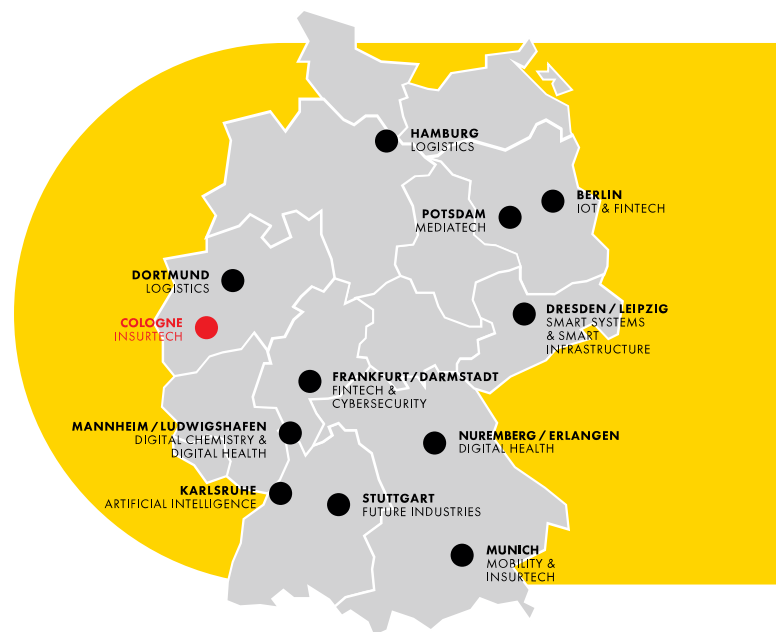 HAMBURG
LOGISTICS
BERLIN
IOT & FINTECH
POTSDAM
MEDIATECH
DORTMUND
LOGISTICS
COLOGNE
INSURTECH
DRESDEN / LEIPZIG
SMART SYSTEMS
& SMART
INFRASTRUCTURE
FRANKFURT/DARMSTADT
FINTECH &
CYBERSECURITY
MANNHEIM / LUDWIGSHAFEN
DIGITAL CHEMISTRY &
DIGITAL HEALTH
NUREMBERG / ERLANGEN
DIGITAL HEALTH
KARLSRUHE
ARTIFICIAL INTELLIGENCE
STUTTGART
FUTURE INDUSTRIES
MUNICH
MOBILITY &
INSURTECH